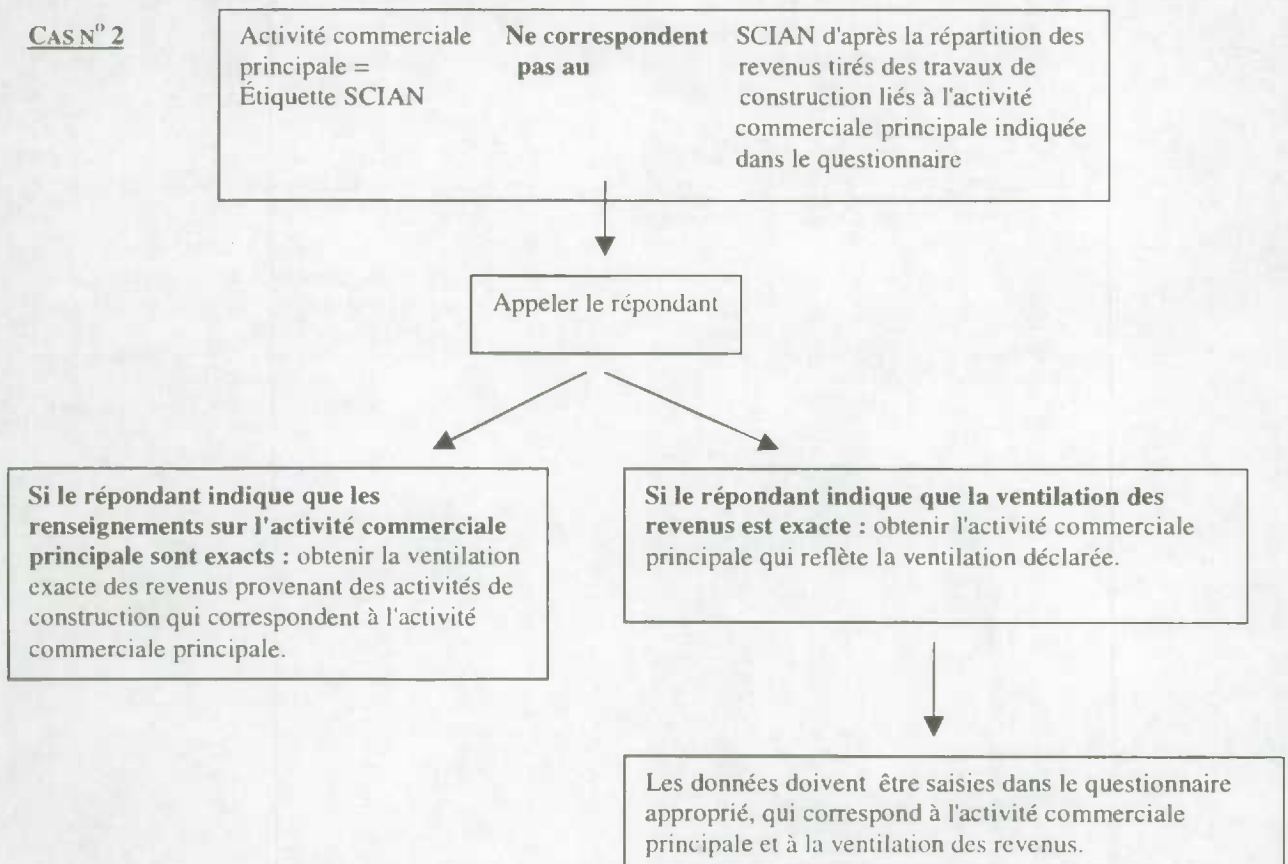 CAS Nº 2
Activité commerciale
principale =
Étiquette SCIAN
Ne correspondent
pas au
SCIAN d'après la répartition des
revenus tirés des travaux de
construction liés à l'activité
commerciale principale indiquée
dans le questionnaire
Appeler le répondant
Si le répondant indique que les
renseignements sur l'activité commerciale
principale sont exacts : obtenir la ventilation
exacte des revenus provenant des activités de
construction qui correspondent à l'activité
commerciale principale.
Si le répondant indique que la ventilation des
revenus est exacte : obtenir l'activité commerciale
principale qui reflète la ventilation déclarée.
Les données doivent être saisies dans le questionnaire
approprié, qui correspond à l'activité commerciale
principale et à la ventilation des revenus.